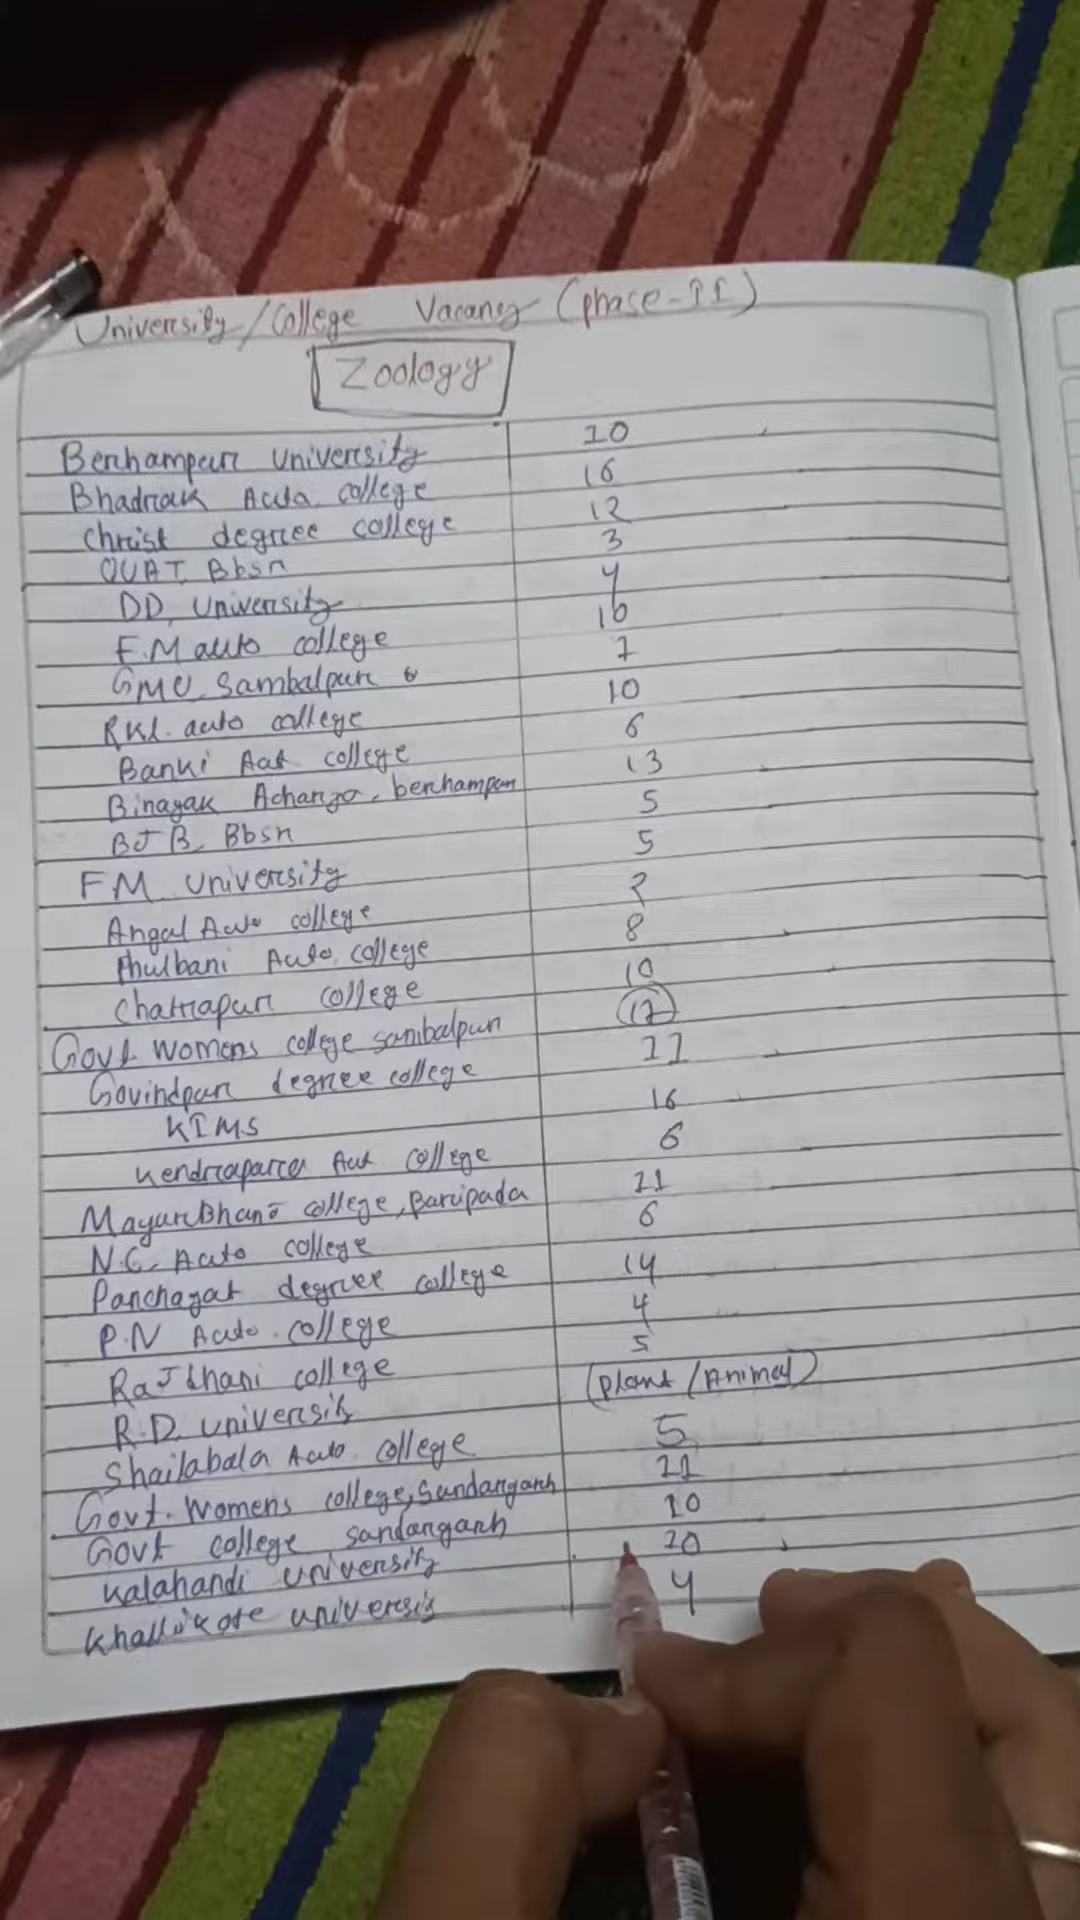 University/College Vacancy (phase-II)
Zoology
Berhampur University 10
Bhadrak Auto. college 16
Christ degree college 12
OUAT, Bbsr 3
DD, University 4
F.M auto college 10
GMU, Sambalpur 7
RKL. auto college 10
Banki Aut college 6
Binayak Acharya, berhampur 13
BJB, Bbsr 5
FM University 5
Angul Auto college
Phulbani Auto. college 8
Chatrapur college 10
Govt. Womens college sambalpur 17
Govindpur degree college 11
KIMS 16
Kendrapara Aut college 6
Mayurbhanj college, Baripada 11
N.C. Auto college 6
Panchayat degree college 14
P.N Auto. college 4
Rajdhani college 5
R.D. university (plant/Animal)
Shailabala Auto. college 5
Govt. Womens college, Sundargarh 11
Govt college sundargarh 10
Kalahandi University
Khallikote university 4